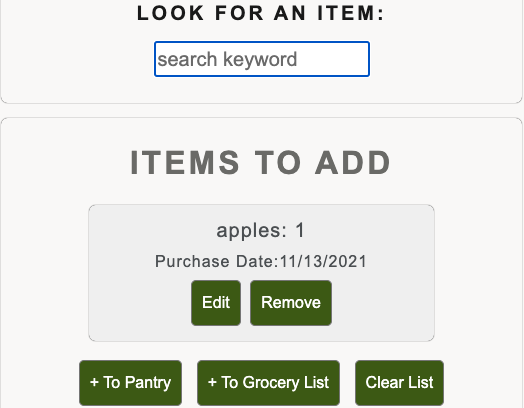 LOOK FOR AN ITEM:
search keyword
ITEMS TO ADD
apples: 1
Purchase Date:11/13/2021
Edit Remove
+ To Pantry + To Grocery List Clear List